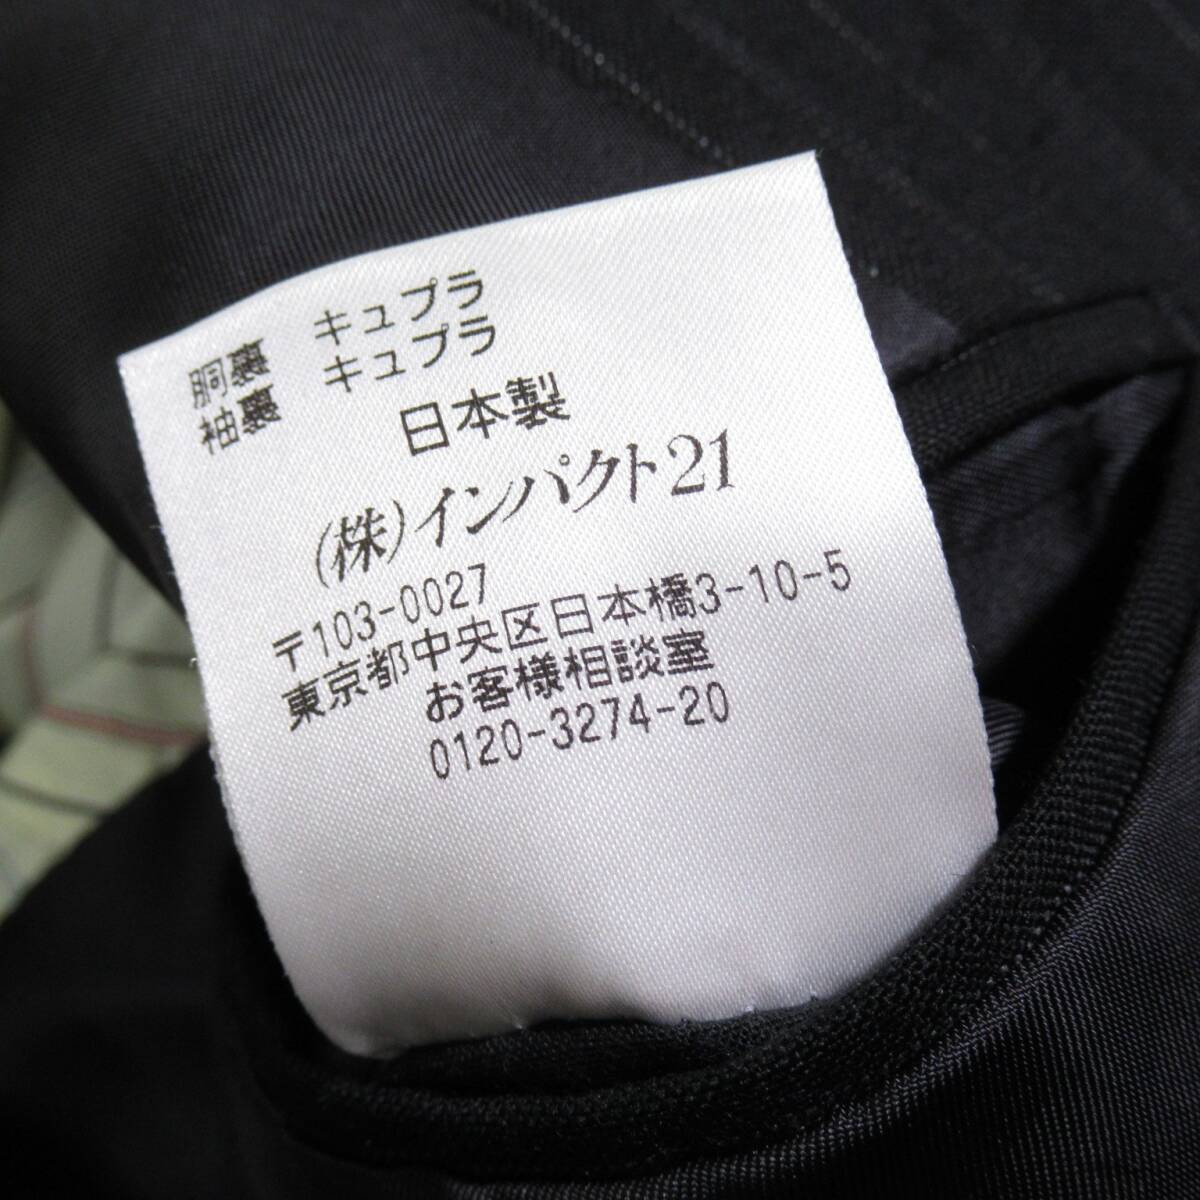 胴裏 キュプラ
袖裏 キュプラ
日本製
(株)インパクト21
〒103-0027
東京都中央区日本橋3-10-5
お客様相談室
0120-3274-20